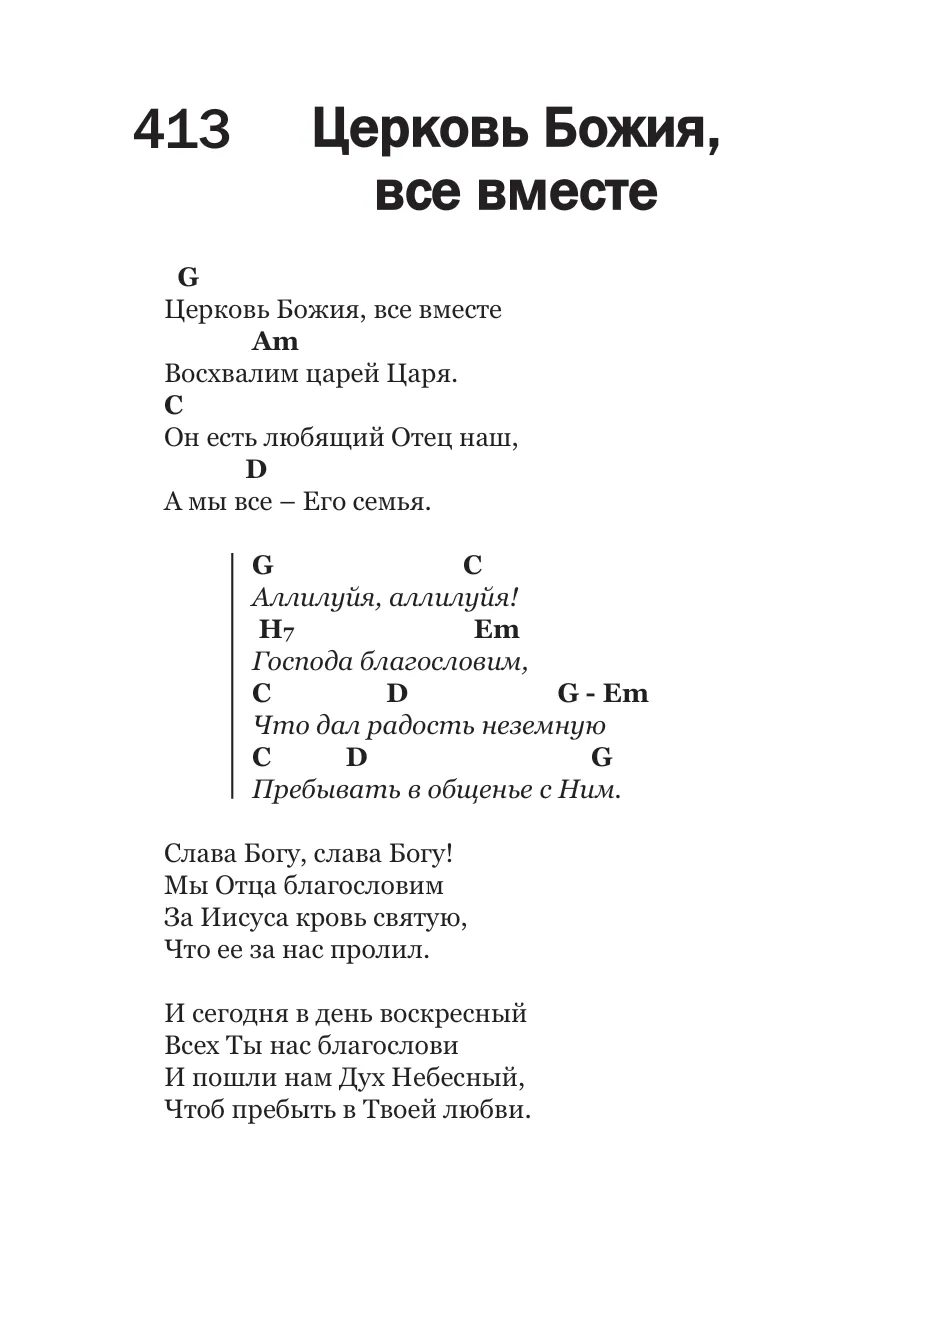 413 Церковь Божия,
все вместе
G
Церковь Божия, все вместе
Am
Восхвалим царей Царя.
C
Он есть любящий Отец наш,
D
А мы все – Его семья.
G C
Аллилуйя, аллилуйя!
H7 Em
Господа благословим,
C D G - Em
Что дал радость неземную
C D G
Пребывать в общенье с Ним.
Слава Богу, слава Богу!
Мы Отца благословим
За Иисуса кровь святую,
Что ее за нас пролил.
И сегодня в день воскресный
Всех Ты нас благослови
И пошли нам Дух Небесный,
Чтоб пребыть в Твоей любви.